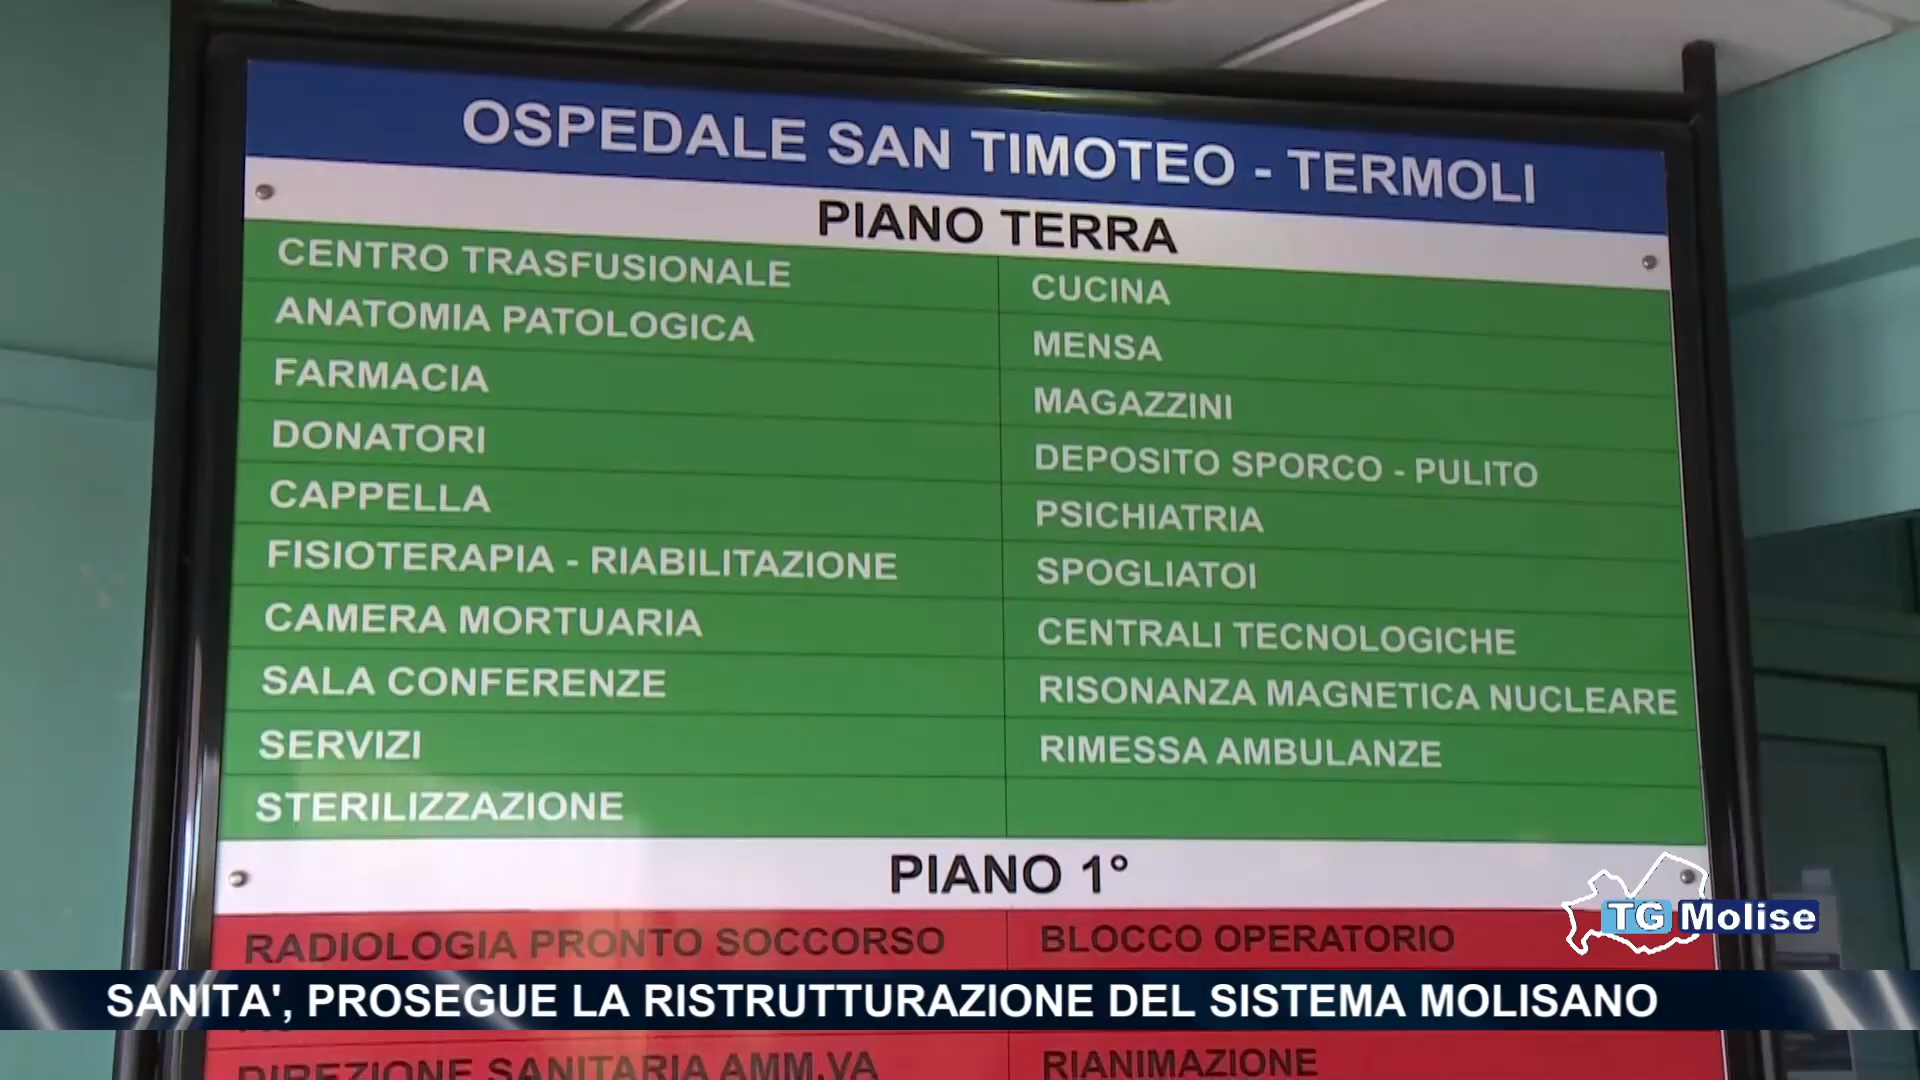 OSPEDALE SAN TIMOTEO - TERMOLI
PIANO TERRA
CENTRO TRASFUSIONALE
ANATOMIA PATOLOGICA
FARMACIA
DONATORI
CAPPELLA
FISIOTERAPIA - RIABILITAZIONE
CAMERA MORTUARIA
SALA CONFERENZE
SERVIZI
STERILIZZAZIONE
CUCINA
MENSA
MAGAZZINI
DEPOSITO SPORCO - PULITO
PSICHIATRIA
SPOGLIATOI
CENTRALI TECNOLOGICHE
RISONANZA MAGNETICA NUCLEARE
RIMESSA AMBULANZE
PIANO 1°
RADIOLOGIA PRONTO SOCCORSO
BLOCCO OPERATORIO
DIREZIONE SANITARIA AMM.VA
RIANIMAZIONE
TG Molise
SANITA', PROSEGUE LA RISTRUTTURAZIONE DEL SISTEMA MOLISANO